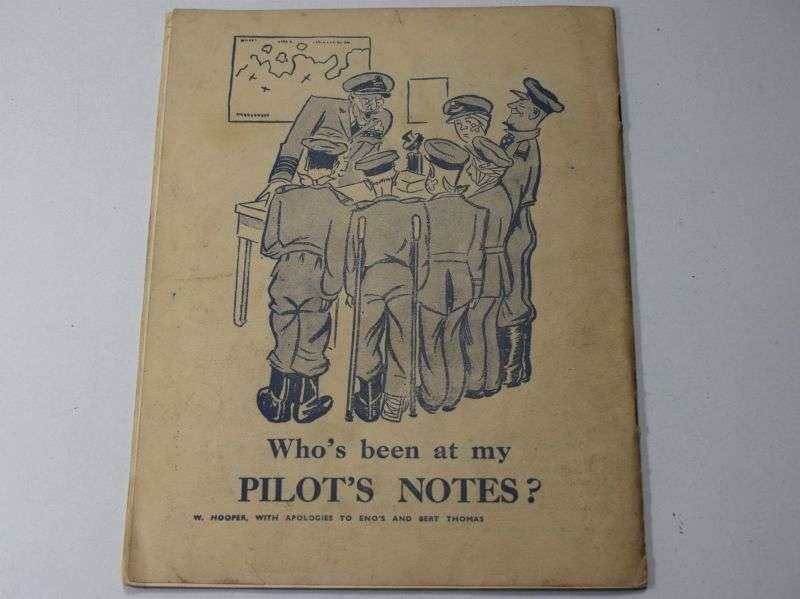 Who's been at my
PILOT'S NOTES?
W. HOOPER, WITH APOLOGIES TO ENO'S AND BERT THOMAS